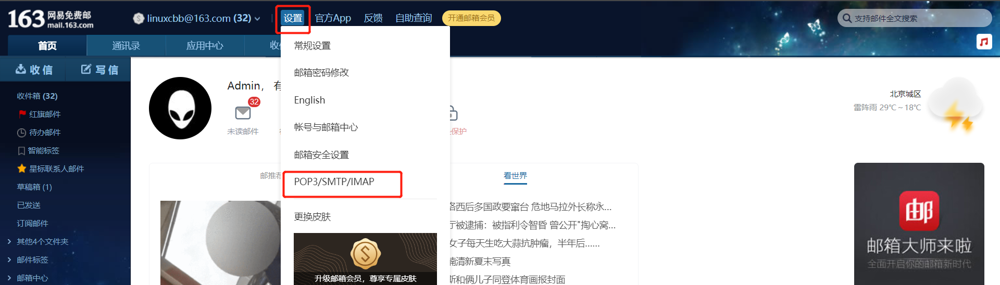 163 网易免费邮
mail.163.com
linuxcbb@163.com (32)
设置
官方App
反馈
自助查询
开通邮箱会员
支持邮件全文搜索
首页
通讯录
应用中心
收
收信
写信
常规设置
邮箱密码修改
English
帐号与邮箱中心
邮箱安全设置
POP3/SMTP/IMAP
更换皮肤
升级邮箱会员，尊享专属皮肤
收件箱 (32)
红旗邮件
待办邮件
智能标签
星标联系人邮件
草稿箱 (1)
已发送
订阅邮件
其他4个文件夹
邮件标签
邮箱中心
Admin， 有
32
未读邮件
保护
北京城区
雷阵雨 29℃ ~ 18℃
邮推荐
看世界
洛西后多国政要窜台 危地马拉外长称永...
厅被逮捕：被指利令智昏 曾公开"掏心窝...
女子每天生吃大蒜抗肿瘤，半年后......
喃清新夏末写真
斯和俩儿子同登体育画报封面
邮
邮箱大师来啦
全面开启你的邮箱新时代